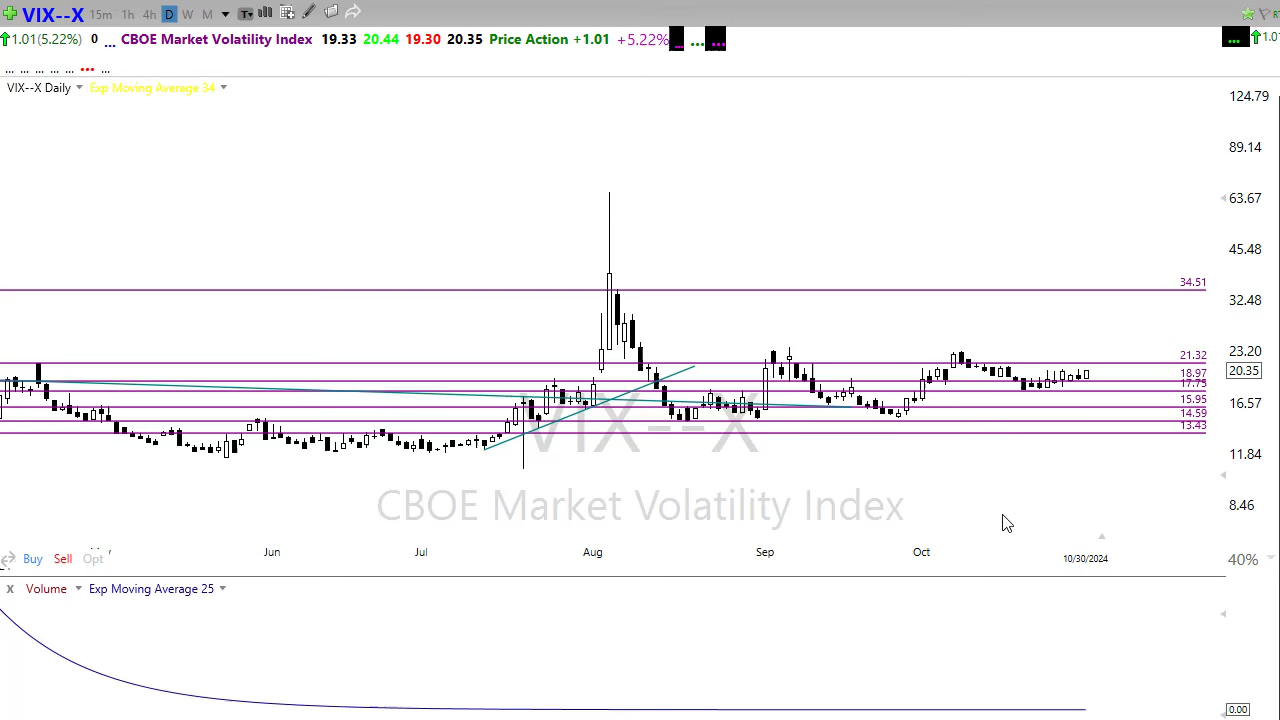 VIX--X 15m 1h 4h D W M
1.01(5.22%) 0 ... CBOE Market Volatility Index 19.33 20.44 19.30 20.35 Price Action +1.01 +5.22% ... ... ... ... 1.01
... ... ... ... ... ... ...
VIX--X Daily Exp Moving Average 34
124.79
89.14
63.67
45.48
34.51
32.48
21.32
23.20
18.97
20.35
17.73
15.95
16.57
14.59
13.43
VIX--X
11.84
CBOE Market Volatility Index
8.46
Jun Jul Aug Sep Oct 10/30/2024
Buy Sell Opt 40%
X Volume Exp Moving Average 25
0.00